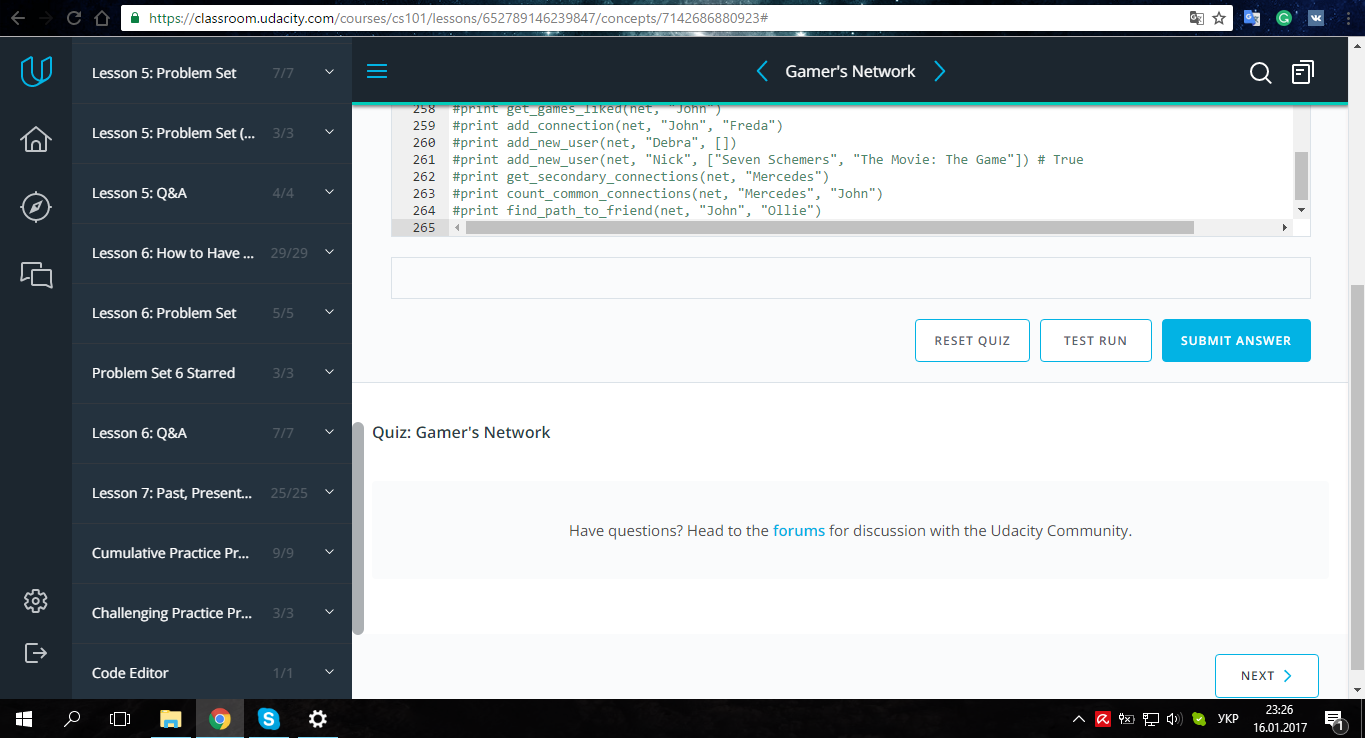 https://classroom.udacity.com/courses/cs101/lessons/652789146239847/concepts/7142686880923#
Lesson 5: Problem Set 7/7
Lesson 5: Problem Set (... 3/3
Lesson 5: Q&A 4/4
Lesson 6: How to Have ... 29/29
Lesson 6: Problem Set 5/5
Problem Set 6 Starred 3/3
Lesson 6: Q&A 7/7
Lesson 7: Past, Present... 25/25
Cumulative Practice Pr... 9/9
Challenging Practice Pr... 3/3
Code Editor 1/1
Gamer's Network
258 #print get_games_liked(net, "John")
259 #print add_connection(net, "John", "Freda")
260 #print add_new_user(net, "Debra", [])
261 #print add_new_user(net, "Nick", ["Seven Schemers", "The Movie: The Game"]) # True
262 #print get_secondary_connections(net, "Mercedes")
263 #print count_common_connections(net, "Mercedes", "John")
264 #print find_path_to_friend(net, "John", "Ollie")
265
RESET QUIZ
TEST RUN
SUBMIT ANSWER
Quiz: Gamer's Network
Have questions? Head to the forums for discussion with the Udacity Community.
NEXT
УКР
23:26
16.01.2017
1